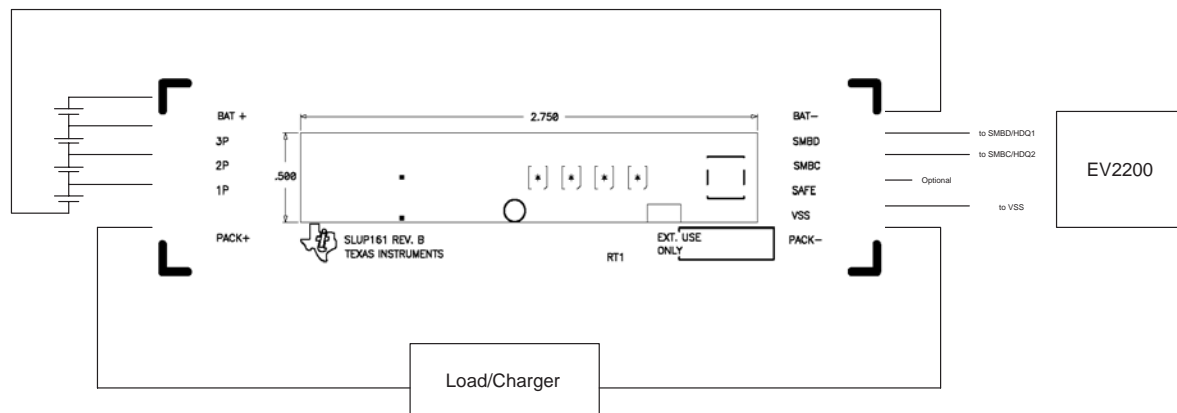 BAT +
3P
2P
1P
PACK+
2.750
.500
* * * *
SLUP161 REV. B
TEXAS INSTRUMENTS
RT1
EXT. USE
ONLY
BAT-
SMBD
SMBC
SAFE
VSS
PACK-
to SMBD/HDQ1
to SMBC/HDQ2
Optional
to VSS
EV2200
Load/Charger